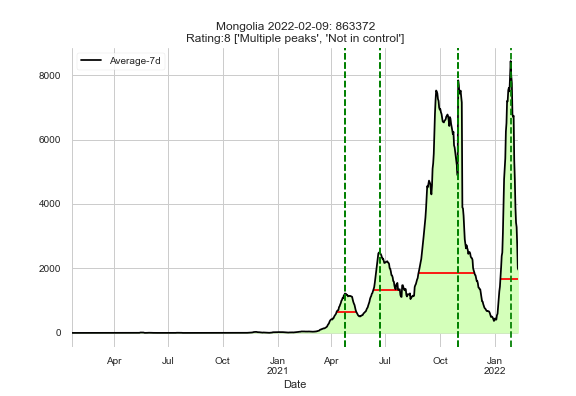 Mongolia 2022-02-09: 863372
Rating:8 ['Multiple peaks', 'Not in control']
Average-7d
8000
6000
4000
2000
0
Apr Jul Oct Jan Apr Jul Oct Jan
2021 2022
Date